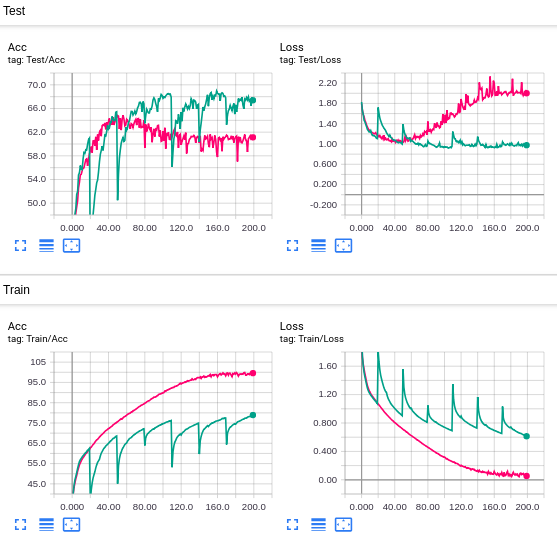 Test
Acc
tag: Test/Acc
70.0
66.0
62.0
58.0
54.0
50.0
0.000 40.00 80.00 120.0 160.0 200.0
Loss
tag: Test/Loss
2.20
1.80
1.40
1.00
0.600
0.200
-0.200
0.000 40.00 80.00 120.0 160.0 200.0
Train
Acc
tag: Train/Acc
105
95.0
85.0
75.0
65.0
55.0
45.0
0.000 40.00 80.00 120.0 160.0 200.0
Loss
tag: Train/Loss
1.60
1.20
0.800
0.400
0.00
0.000 40.00 80.00 120.0 160.0 200.0